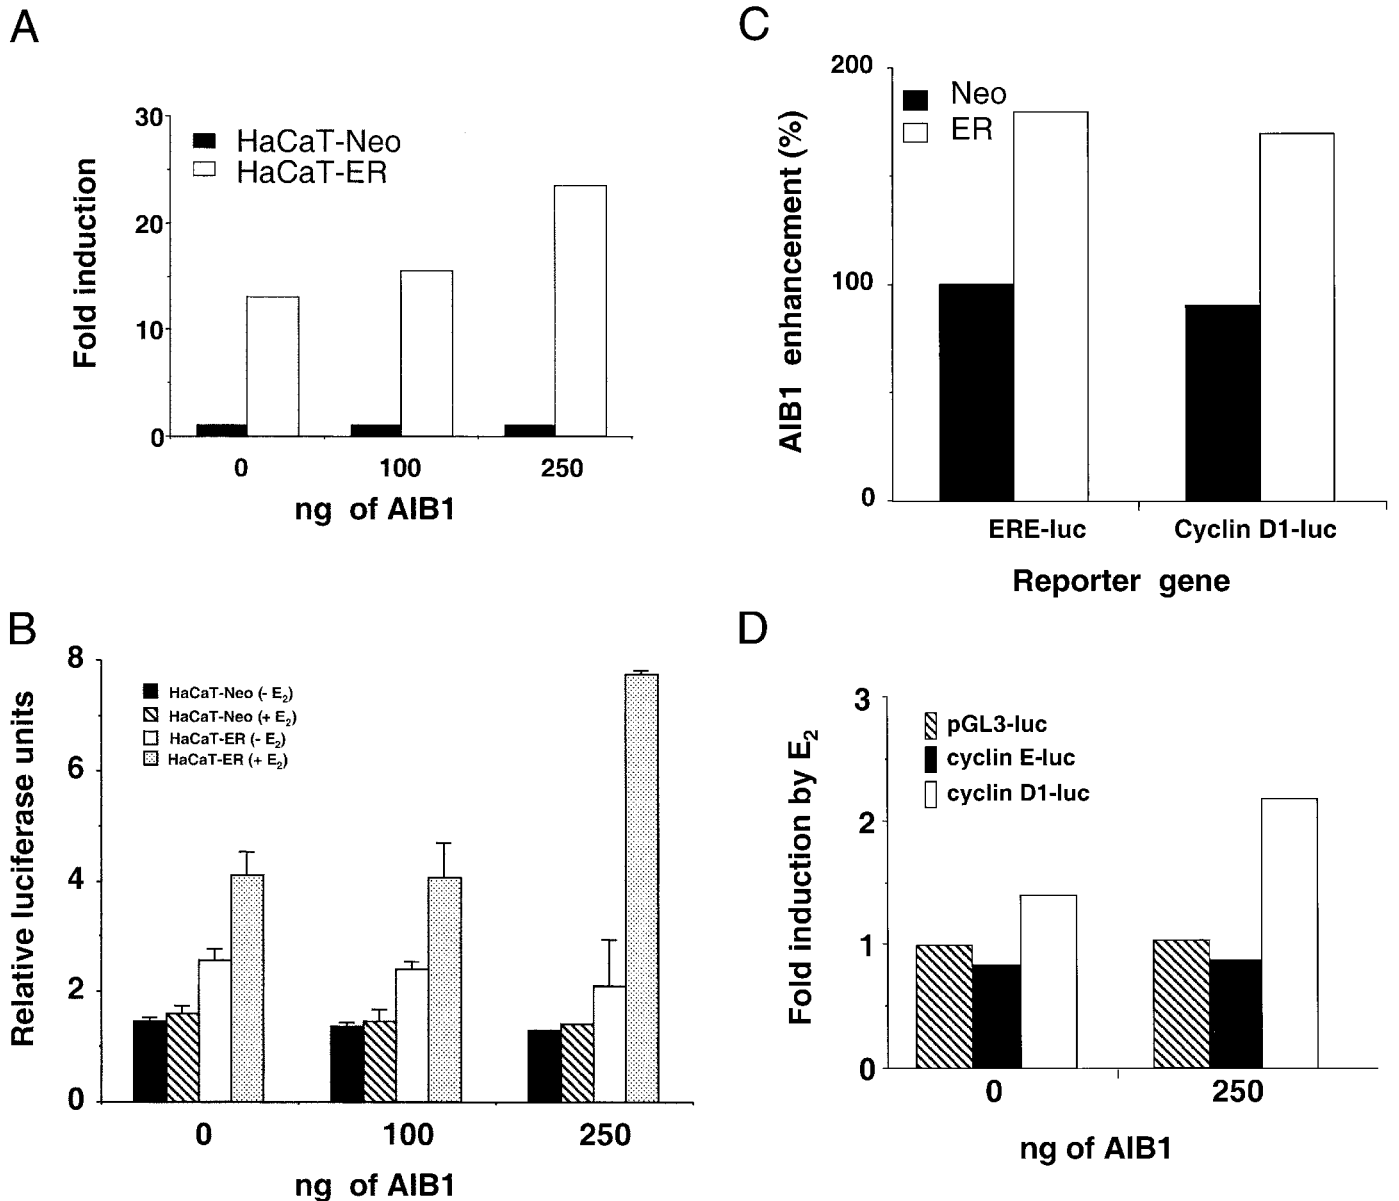 A
30
20
10
0
Fold induction
HaCaT-Neo
HaCaT-ER
0 100 250
ng of AIB1
C
200
100
0
AIB1 enhancement (%)
Neo
ER
ERE-luc Cyclin D1-luc
Reporter gene
B
8
6
4
2
0
Relative luciferase units
HaCaT-Neo (- E2)
HaCaT-Neo (+ E2)
HaCaT-ER (- E2)
HaCaT-ER (+ E2)
0 100 250
ng of AIB1
D
3
2
1
0
Fold induction by E2
pGL3-luc
cyclin E-luc
cyclin D1-luc
0 250
ng of AIB1